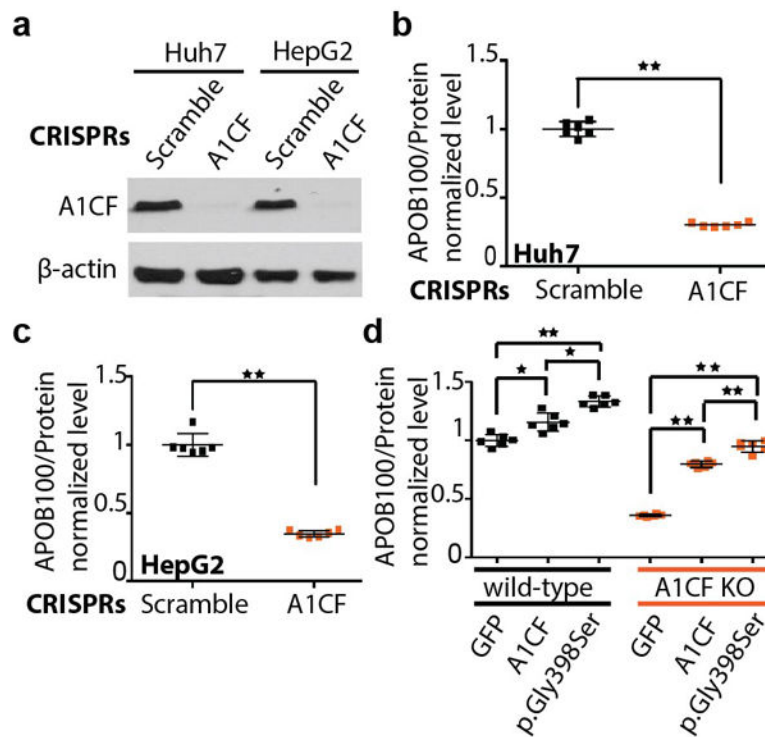 a
Huh7 HepG2
CRISPRs Scramble A1CF Scramble A1CF
A1CF
β-actin
b
APOB100/Protein
normalized level
1.5
1
0.5
0
★★
Huh7
CRISPRs Scramble A1CF
c
APOB100/Protein
normalized level
1.5
1
0.5
0
★★
HepG2
CRISPRs Scramble A1CF
d
APOB100/Protein
normalized level
1.5
1
0.5
0
★★
★ ★
★★
★★ ★★
wild-type A1CF KO
GFP A1CF p.Gly398Ser GFP A1CF p.Gly398Ser